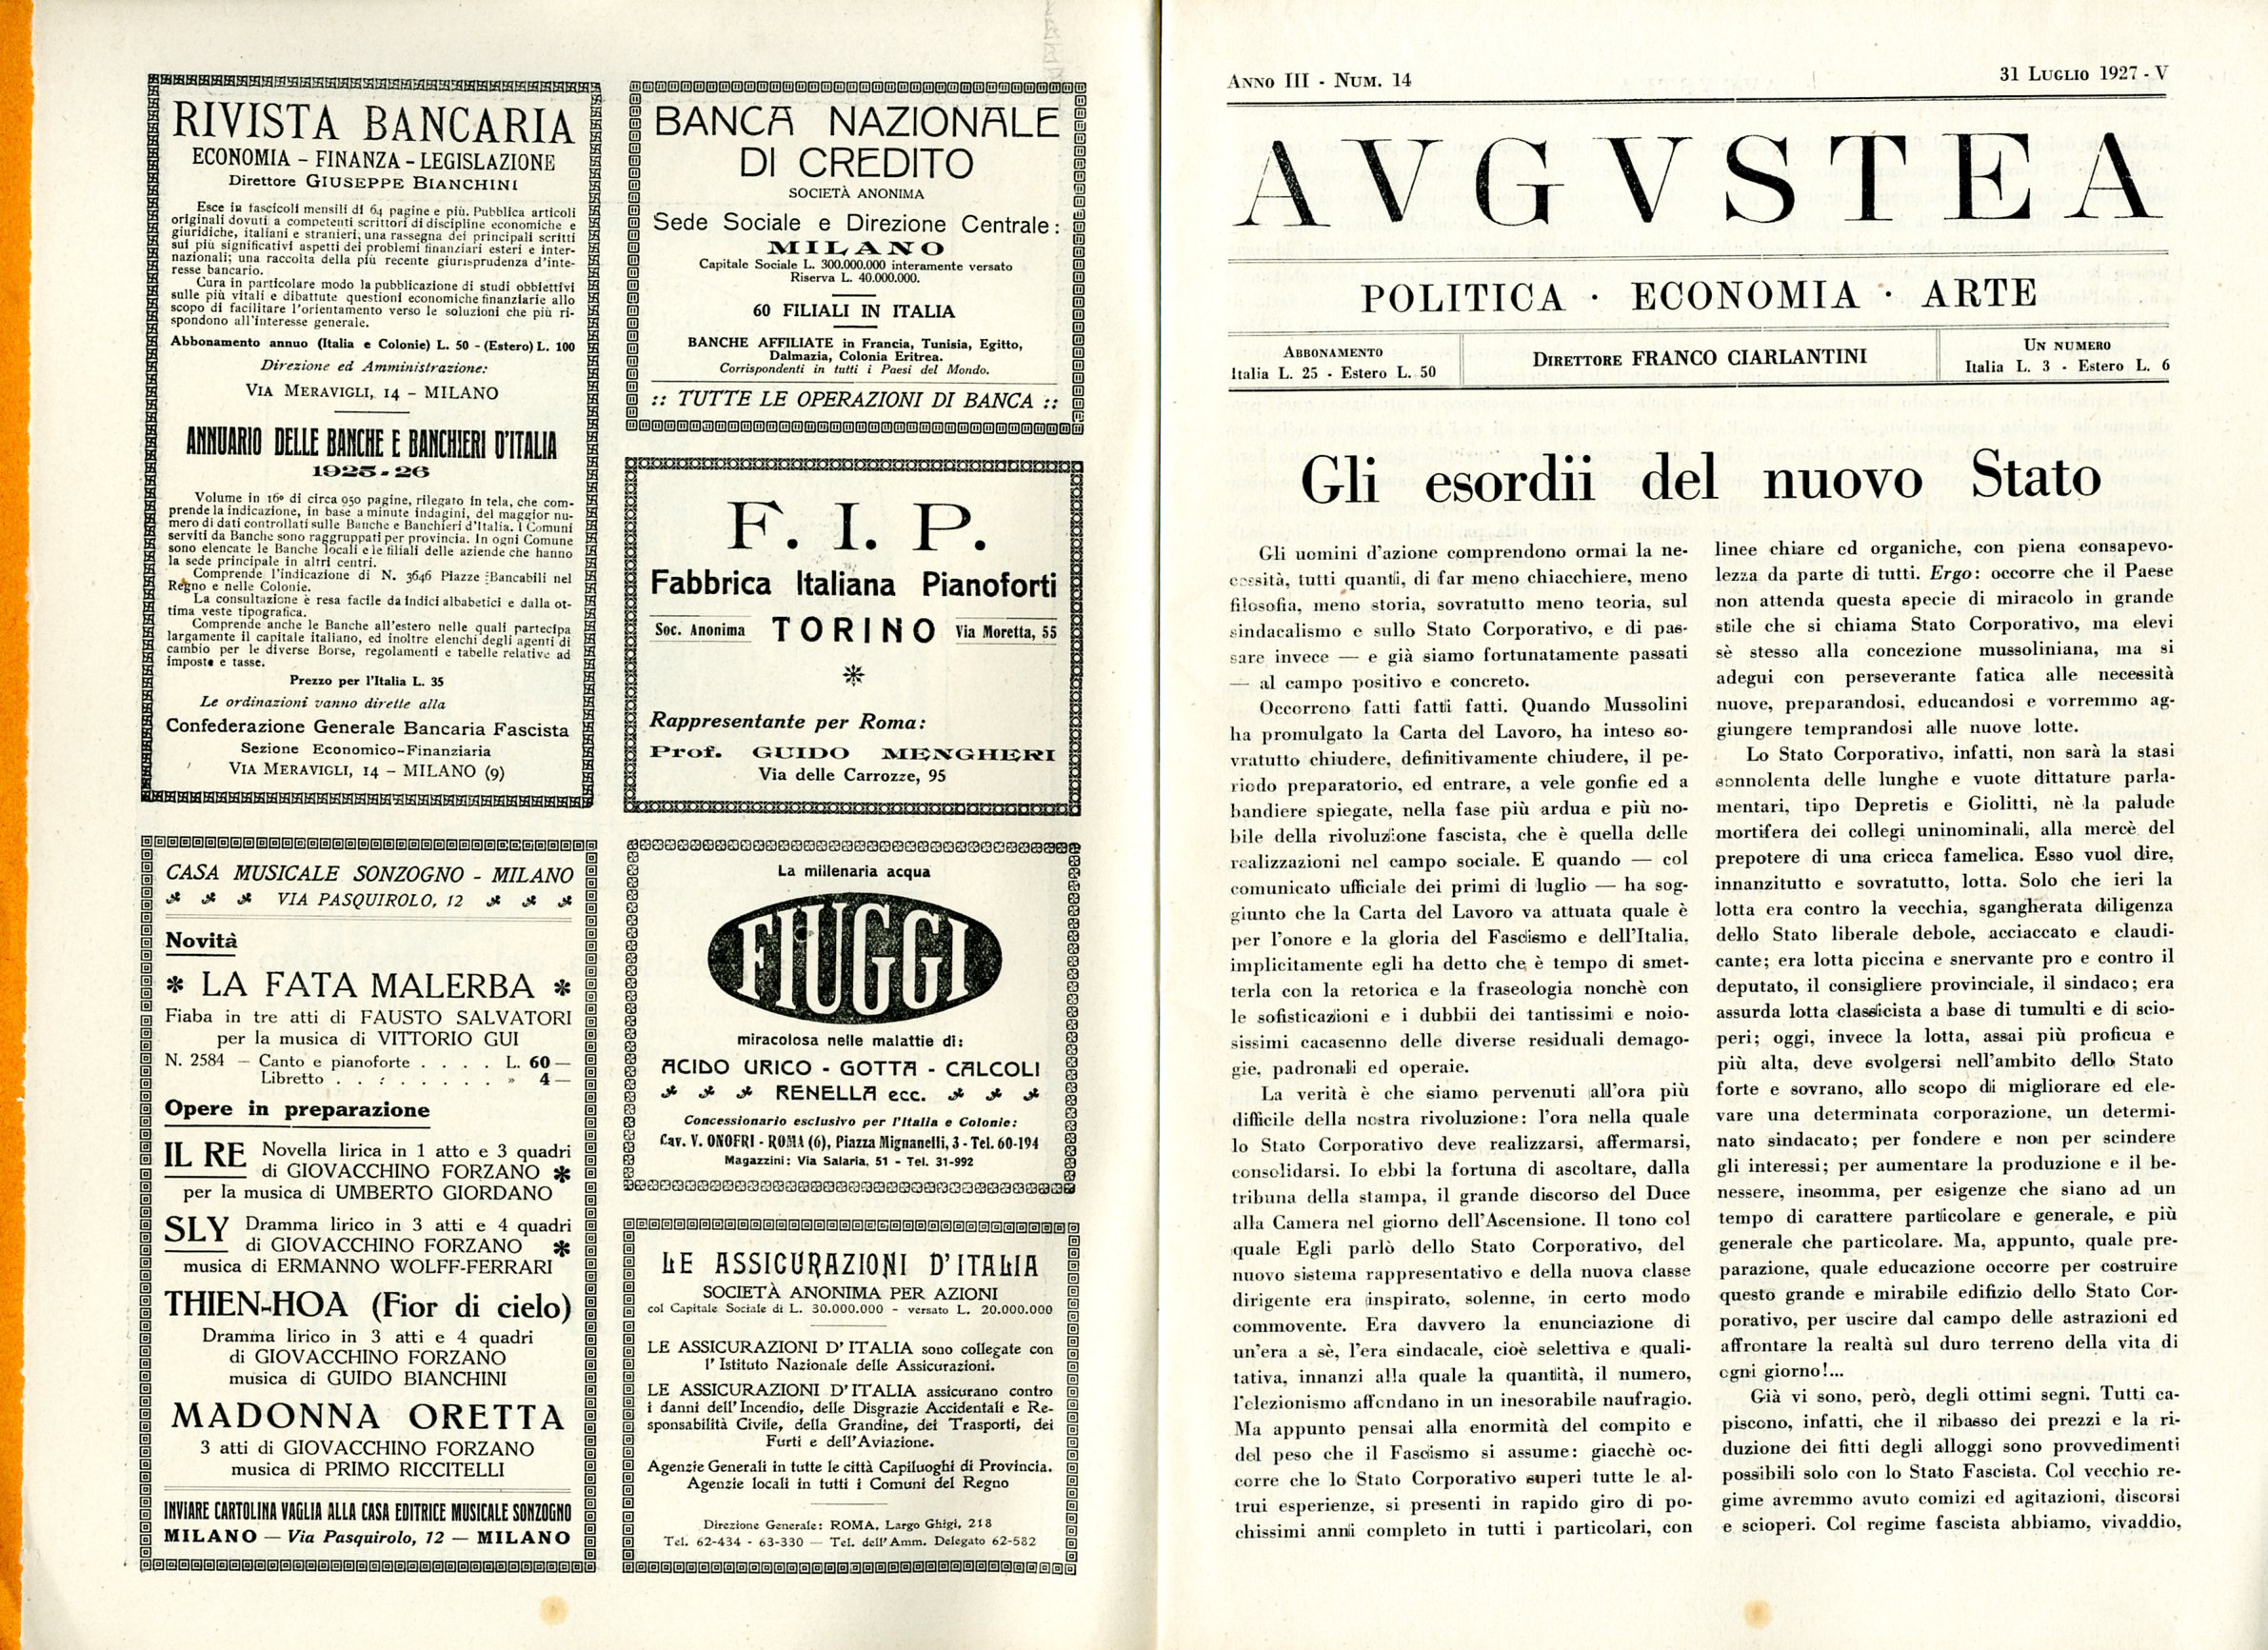 RIVISTA BANCARIA
ECONOMIA – FINANZA – LEGISLAZIONE
Direttore GIUSEPPE BIANCHINI
Esce in fascicoli mensili di 64 pagine e più. Pubblica articoli
originali dovuti a competenti scrittori di discipline economiche e
giuridiche, italiani e stranieri; una rassegna dei principali scritti
sui più significativi aspetti dei problemi finanziari esteri e inter-
nazionali; una raccolta della più recente giurisprudenza d'inte-
resse bancario.
Cura in particolare modo la pubblicazione di studi obbiettivi
sulle più vitali e dibattute questioni economiche finanziarie allo
scopo di facilitare l'orientamento verso le soluzioni che più ri-
spondono all'interesse generale.
Abbonamento annuo (Italia e Colonie) L. 50 - (Estero) L. 100
Direzione ed Amministrazione:
VIA MERAVIGLI, 14 – MILANO
ANNUARIO DELLE BANCHE E BANCHIERI D'ITALIA
1925-26
Volume in 16º di circa 950 pagine, rilegato in tela, che com-
prende la indicazione, in base a minute indagini, del maggior nu-
mero di dati controllati sulle Banche e Banchieri d'Italia. I Comuni
serviti da Banche sono raggruppati per provincia. In ogni Comune
sono elencate le Banche locali e le filiali delle aziende che hanno
la sede principale in altri centri.
Comprende l'indicazione di N. 3646 Piazze Bancabili nel
Regno e nelle Colonie.
La consultazione è resa facile da indici albabetici e dalla ot-
tima veste tipografica.
Comprende anche le Banche all'estero nelle quali partecipa
largamente il capitale italiano, ed inoltre elenchi degli agenti di
cambio per le diverse Borse, regolamenti e tabelle relative ad
imposte e tasse.
Prezzo per l'Italia L. 35
Le ordinazioni vanno dirette alla
Confederazione Generale Bancaria Fascista
Sezione Economico-Finanziaria
VIA MERAVIGLI, 14 – MILANO (9)
CASA MUSICALE SONZOGNO - MILANO
VIA PASQUIROLO, 12
Novità
* LA FATA MALERBA *
Fiaba in tre atti di FAUSTO SALVATORI
per la musica di VITTORIO GUI
N. 2584 — Canto e pianoforte . . . . L. 60 —
Libretto . . : . . . . . » 4 —
Opere in preparazione
IL RE Novella lirica in 1 atto e 3 quadri
di GIOVACCHINO FORZANO *
per la musica di UMBERTO GIORDANO
SLY Dramma lirico in 3 atti e 4 quadri
di GIOVACCHINO FORZANO *
musica di ERMANNO WOLFF-FERRARI
THIEN-HOA (Fior di cielo)
Dramma lirico in 3 atti e 4 quadri
di GIOVACCHINO FORZANO
musica di GUIDO BIANCHINI
MADONNA ORETTA
3 atti di GIOVACCHINO FORZANO
musica di PRIMO RICCITELLI
INVIARE CARTOLINA VAGLIA ALLA CASA EDITRICE MUSICALE SONZOGNO
MILANO — Via Pasquirolo, 12 — MILANO
BANCA NAZIONALE
DI CREDITO
SOCIETÀ ANONIMA
Sede Sociale e Direzione Centrale:
MILANO
Capitale Sociale L. 300.000.000 interamente versato
Riserva L. 40.000.000.
60 FILIALI IN ITALIA
BANCHE AFFILIATE in Francia, Tunisia, Egitto,
Dalmazia, Colonia Eritrea.
Corrispondenti in tutti i Paesi del Mondo.
:: TUTTE LE OPERAZIONI DI BANCA ::
F. I. P.
Fabbrica Italiana Pianoforti
Soc. Anonima TORINO Via Moretta, 55
Rappresentante per Roma:
Prof. GUIDO MENGHERI
Via delle Carrozze, 95
La millenaria acqua
FIUGGI
miracolosa nelle malattie di:
ACIDO URICO - GOTTA - CALCOLI
RENELLA ecc.
Concessionario esclusivo per l'Italia e Colonie:
Cav. V. ONOFRI - ROMA (6), Piazza Mignanelli, 3 - Tel. 60-194
Magazzini: Via Salaria, 51 - Tel. 31-992
LE ASSICURAZIONI D'ITALIA
SOCIETÀ ANONIMA PER AZIONI
col Capitale Sociale di L. 30.000.000 - versato L. 20.000.000
LE ASSICURAZIONI D'ITALIA sono collegate con
l'Istituto Nazionale delle Assicurazioni.
LE ASSICURAZIONI D'ITALIA assicurano contro
i danni dell'Incendio, delle Disgrazie Accidentali e Re-
sponsabilità Civile, della Grandine, dei Trasporti, dei
Furti e dell'Aviazione.
Agenzie Generali in tutte le città Capiluoghi di Provincia.
Agenzie locali in tutti i Comuni del Regno
Direzione Generale: ROMA, Largo Ghigi, 218
Tel. 62-434 - 63-330 — Tel. dell'Amm. Delegato 62-582
ANNO III - NUM. 14
31 LUGLIO 1927 - V
AVGVSTEA
POLITICA · ECONOMIA · ARTE
ABBONAMENTO
Italia L. 25 - Estero L. 50
DIRETTORE FRANCO CIARLANTINI
UN NUMERO
Italia L. 3 - Estero L. 6
Gli esordii del nuovo Stato
Gli uomini d'azione comprendono ormai la ne-
cessità, tutti quanti, di far meno chiacchiere, meno
filosofia, meno storia, sovratutto meno teoria, sul
sindacalismo e sullo Stato Corporativo, e di pas-
sare invece — e già siamo fortunatamente passati
— al campo positivo e concreto.
Occorrono fatti fatti fatti. Quando Mussolini
ha promulgato la Carta del Lavoro, ha inteso so-
vratutto chiudere, definitivamente chiudere, il pe-
riodo preparatorio, ed entrare, a vele gonfie ed a
bandiere spiegate, nella fase più ardua e più no-
bile della rivoluzione fascista, che è quella delle
realizzazioni nel campo sociale. E quando — col
comunicato ufficiale dei primi di luglio — ha sog-
giunto che la Carta del Lavoro va attuata quale è
per l'onore e la gloria del Fascismo e dell'Italia,
implicitamente egli ha detto che è tempo di smet-
terla con la retorica e la fraseologia nonchè con
le sofisticazioni e i dubbii dei tantissimi e noio-
sissimi cacasenno delle diverse residuali demago-
gie, padronali ed operaie.
La verità è che siamo pervenuti all'ora più
difficile della nostra rivoluzione: l'ora nella quale
lo Stato Corporativo deve realizzarsi, affermarsi,
consolidarsi. Io ebbi la fortuna di ascoltare, dalla
tribuna della stampa, il grande discorso del Duce
alla Camera nel giorno dell'Ascensione. Il tono col
quale Egli parlò dello Stato Corporativo, del
nuovo sistema rappresentativo e della nuova classe
dirigente era inspirato, solenne, in certo modo
commovente. Era davvero la enunciazione di
un'era a sè, l'era sindacale, cioè selettiva e quali-
tativa, innanzi alla quale la quantità, il numero,
l'elezionismo affondano in un inesorabile naufragio.
Ma appunto pensai alla enormità del compito e
del peso che il Fascismo si assume: giacchè oc-
corre che lo Stato Corporativo superi tutte le al-
trui esperienze, si presenti in rapido giro di po-
chissimi anni completo in tutti i particolari, con
linee chiare ed organiche, con piena consapevo-
lezza da parte di tutti. Ergo: occorre che il Paese
non attenda questa specie di miracolo in grande
stile che si chiama Stato Corporativo, ma elevi
sè stesso alla concezione mussoliniana, ma si
adegui con perseverante fatica alle necessità
nuove, preparandosi, educandosi e vorremmo ag-
giungere temprandosi alle nuove lotte.
Lo Stato Corporativo, infatti, non sarà la stasi
sonnolenta delle lunghe e vuote dittature parla-
mentari, tipo Depretis e Giolitti, nè la palude
mortifera dei collegi uninominali, alla mercè del
prepotere di una cricca famelica. Esso vuol dire,
innanzitutto e sovratutto, lotta. Solo che ieri la
lotta era contro la vecchia, sgangherata diligenza
dello Stato liberale debole, acciaccato e claudi-
cante; era lotta piccina e snervante pro e contro il
deputato, il consigliere provinciale, il sindaco; era
assurda lotta classicista a base di tumulti e di scio-
peri; oggi, invece la lotta, assai più proficua e
più alta, deve svolgersi nell'ambito dello Stato
forte e sovrano, allo scopo di migliorare ed ele-
vare una determinata corporazione, un determi-
nato sindacato; per fondere e non per scindere
gli interessi; per aumentare la produzione e il be-
nessere, insomma, per esigenze che siano ad un
tempo di carattere particolare e generale, e più
generale che particolare. Ma, appunto, quale pre-
parazione, quale educazione occorre per costruire
questo grande e mirabile edifizio dello Stato Cor-
porativo, per uscire dal campo delle astrazioni ed
affrontare la realtà sul duro terreno della vita di
ogni giorno!...
Già vi sono, però, degli ottimi segni. Tutti ca-
piscono, infatti, che il ribasso dei prezzi e la ri-
duzione dei fitti degli alloggi sono provvedimenti
possibili solo con lo Stato Fascista. Col vecchio re-
gime avremmo avuto comizi ed agitazioni, discorsi
e scioperi. Col regime fascista abbiamo, vivaddio,